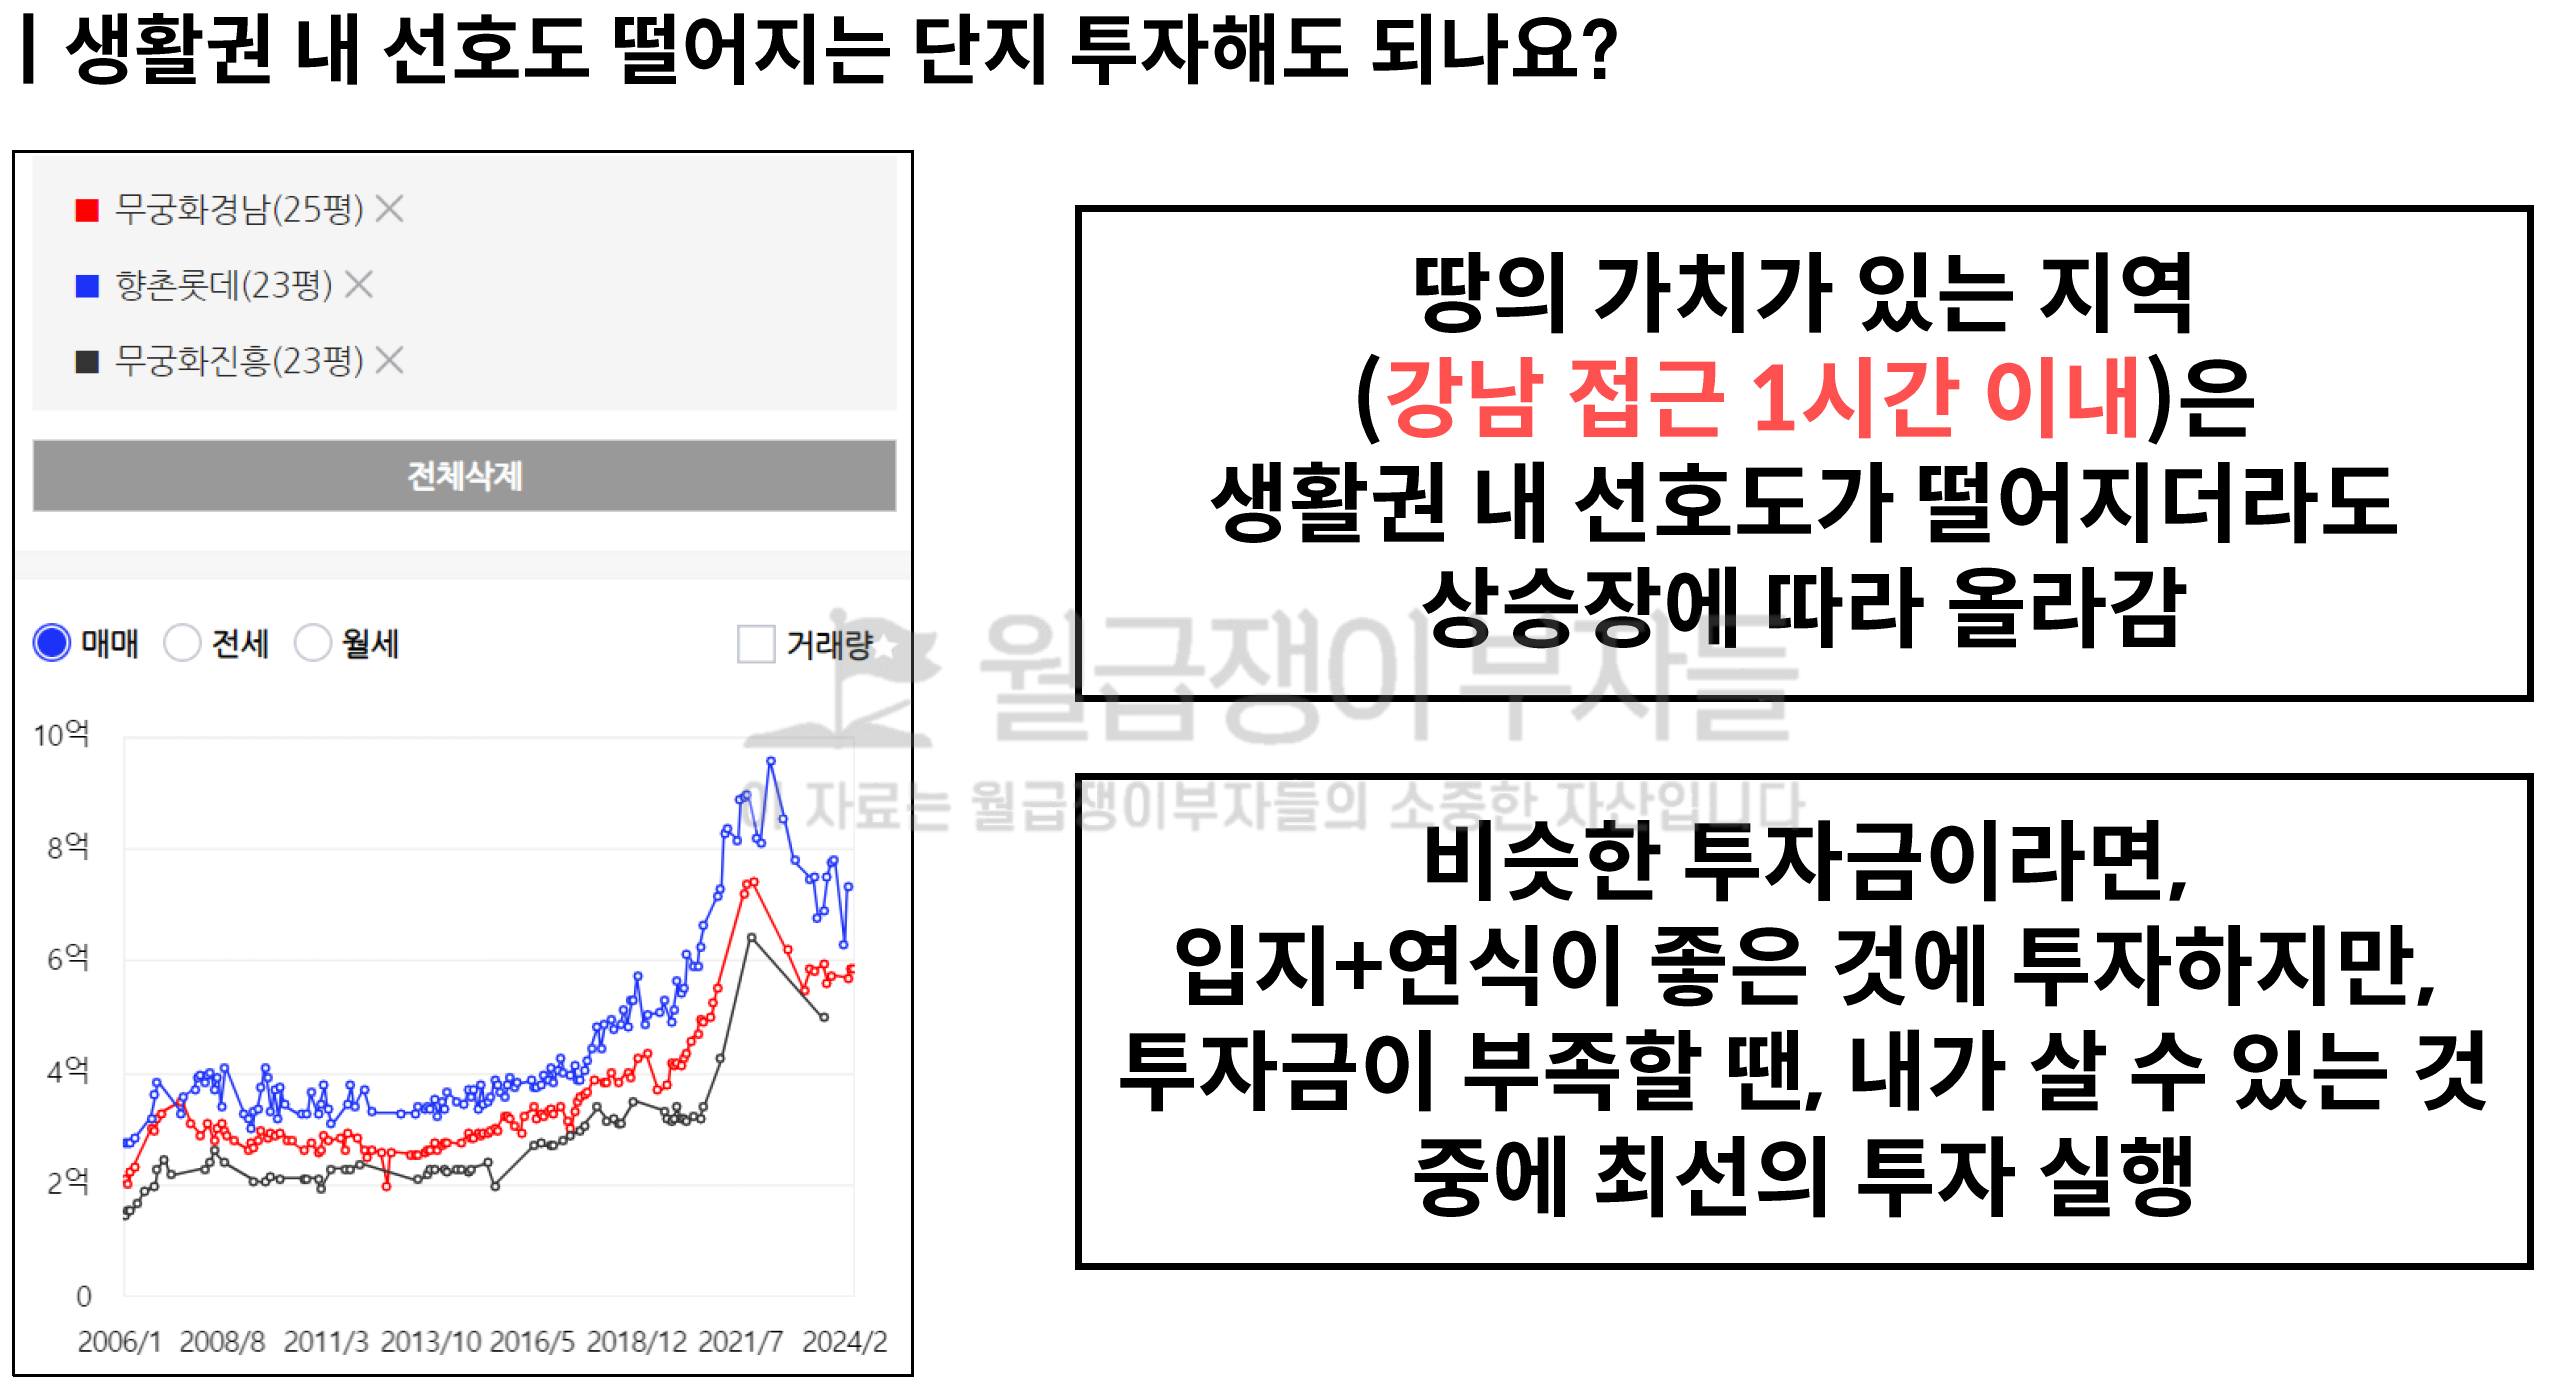 | 생활권 내 선호도 떨어지는 단지 투자해도 되나요?
무궁화경남(25평) ×
향촌롯데(23평) ×
무궁화진흥(23평) ×
전체삭제
매매 전세 월세 거래량
10억
8억
6억
4억
2억
0
2006/1 2008/8 2011/3 2013/10 2016/5 2018/12 2021/7 2024/2
땅의 가치가 있는 지역
(강남 접근 1시간 이내)은
생활권 내 선호도가 떨어지더라도
상승장에 따라 올라감
비슷한 투자금이라면,
입지+연식이 좋은 것에 투자하지만,
투자금이 부족할 땐, 내가 살 수 있는 것
중에 최선의 투자 실행
월급쟁이부자들
이 자료는 월급쟁이부자들의 소중한 자산입니다